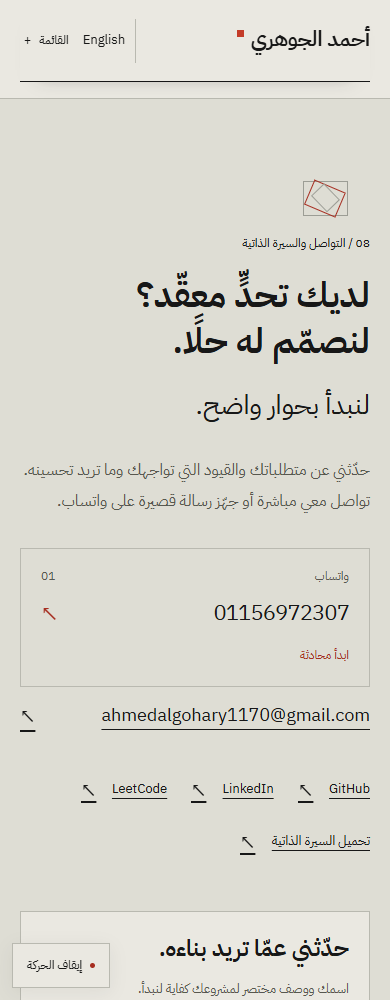 أحمد الجوهري
English
القائمة +
08 / التواصل والسيرة الذاتية
لديك تحدٍّ معقّد؟
لنصمّم له حلًا.
لنبدأ بحوار واضح.
حدّثني عن متطلباتك والقيود التي تواجهك وما تريد تحسينه.
تواصل معي مباشرة أو جهّز رسالة قصيرة على واتساب.
واتساب
01
01156972307
↖
ابدأ محادثة
ahmedalgohary1170@gmail.com ↖
GitHub ↖ LinkedIn ↖ LeetCode ↖
تحميل السيرة الذاتية ↖
حدّثني عمّا تريد بناءه.
اسمك ووصف مختصر لمشروعك كفاية لنبدأ.
إيقاف الحركة